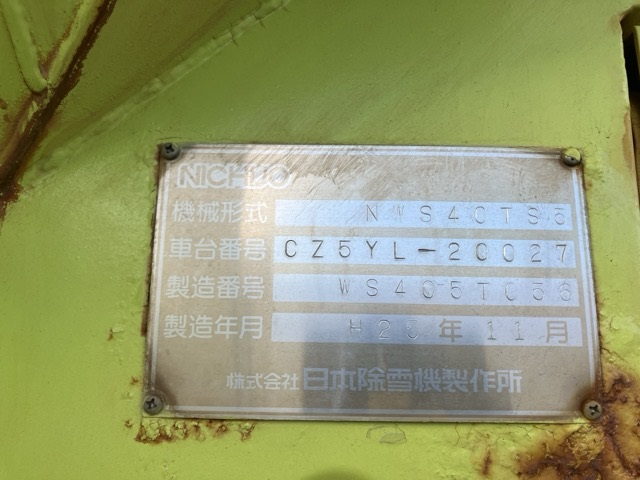 NICHIJO
機械形式 NWS40TS5
車台番号 CZ5YL-20027
製造番号 WS405T056
製造年月 H20年11月
株式会社 日本除雪機製作所